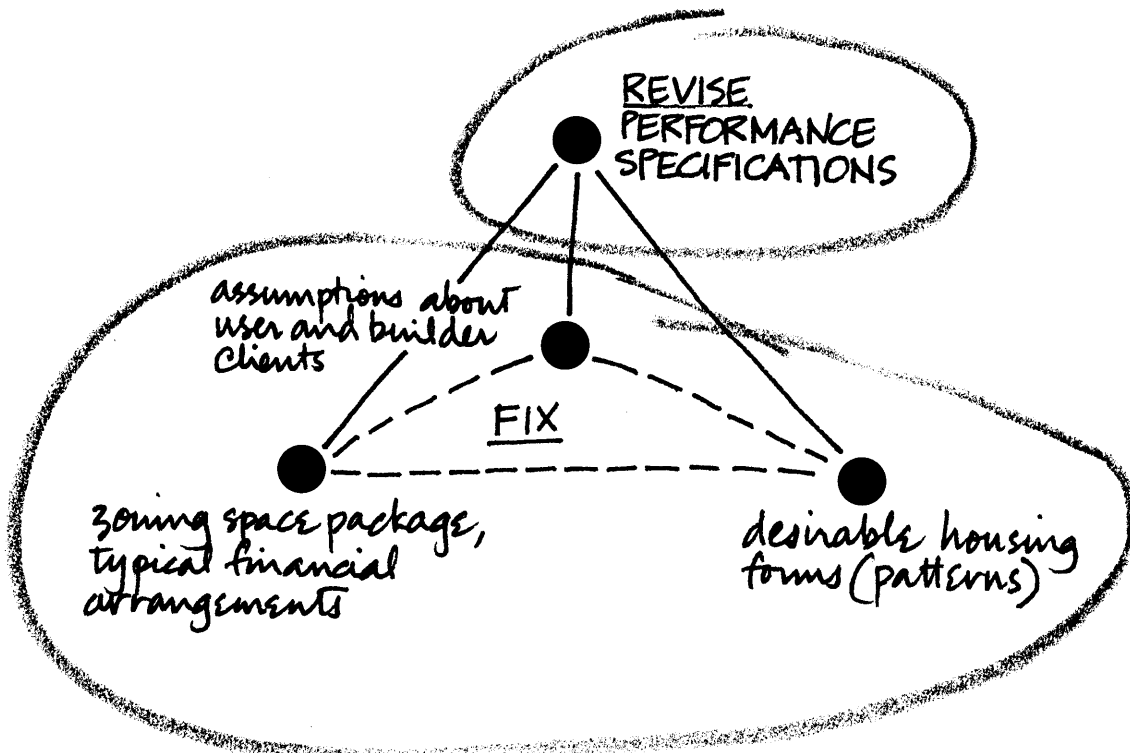 REVISE
PERFORMANCE
SPECIFICATIONS
assumptions about
user and builder
clients
FIX
zoning space package,
typical financial
arrangements
desirable housing
forms (patterns)